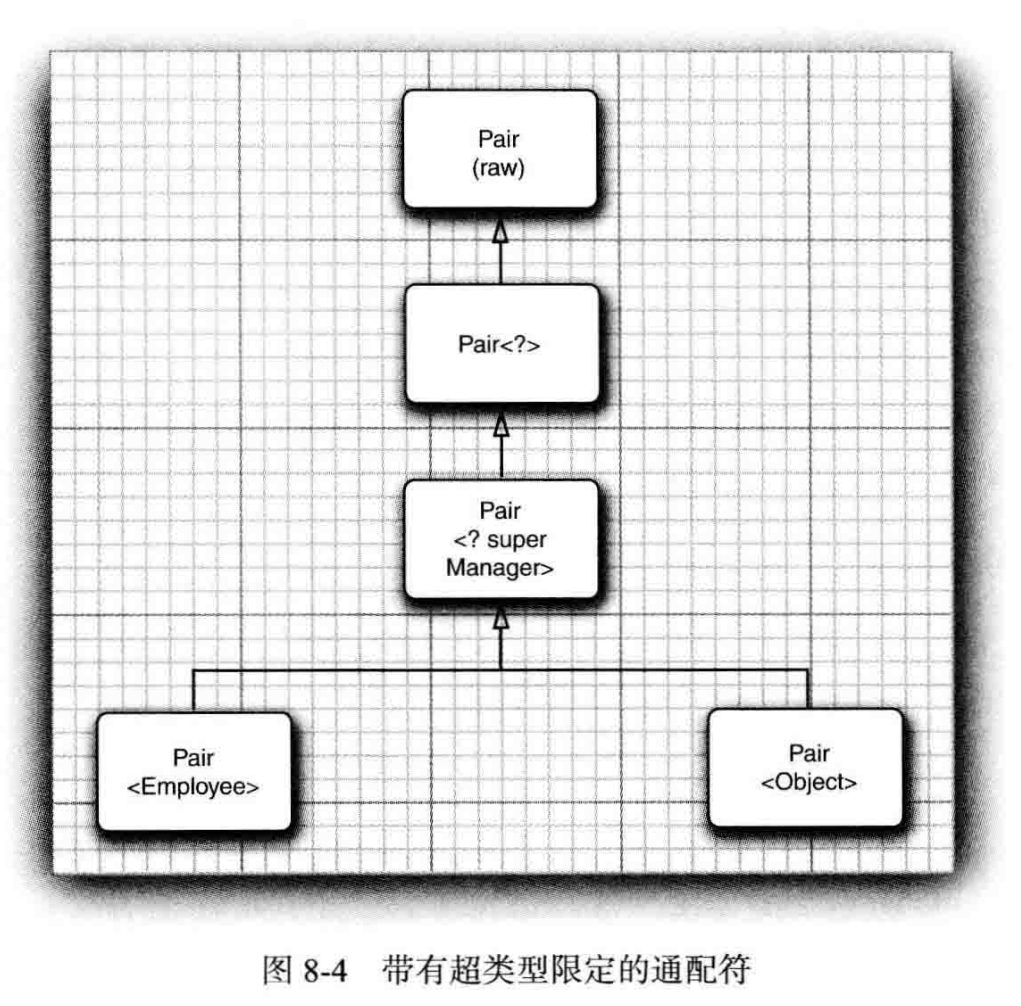 Pair
(raw)
Pair<?>
Pair
<? super
Manager>
Pair
<Employee>
Pair
<Object>
图 8-4 带有超类型限定的通配符